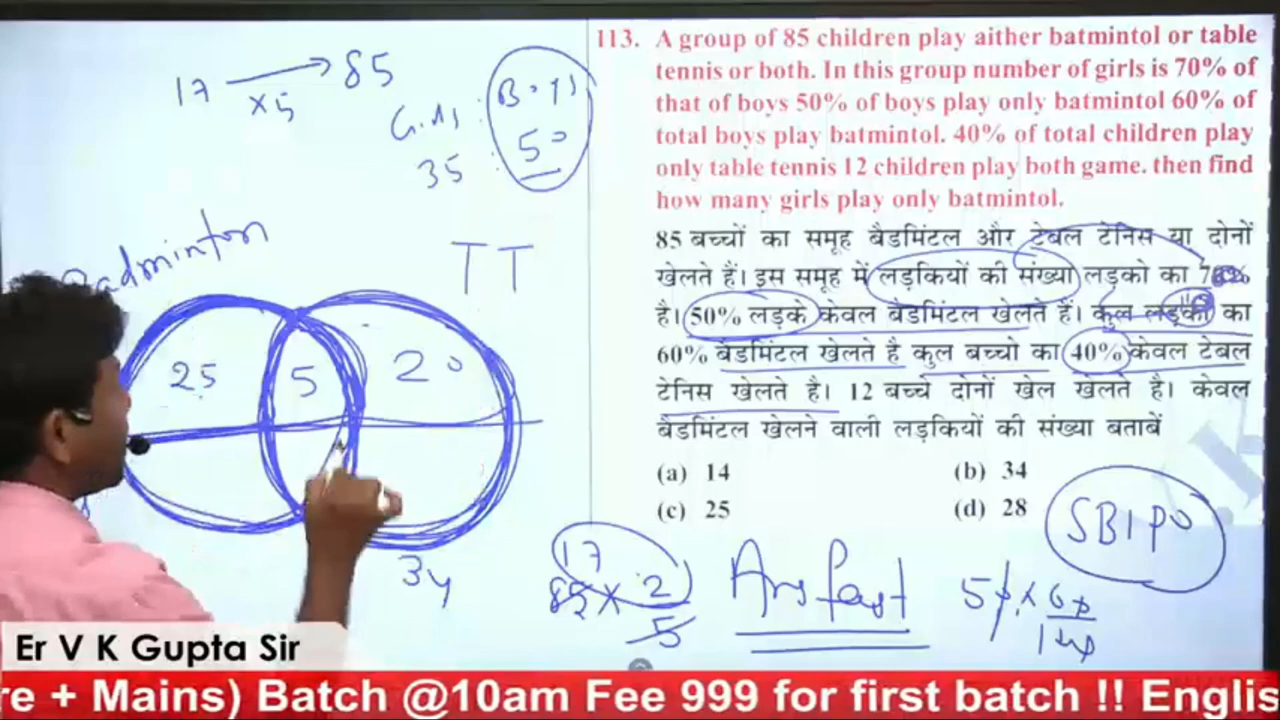 17 ⟶ 85
×5
Boys
50
35 :
Badminton
TT
25 5 20
34
17
85 × 2
5
Ans fast
SBI PO
113. A group of 85 children play aither batmintol or table
tennis or both. In this group number of girls is 70% of
that of boys 50% of boys play only batmintol 60% of
total boys play batmintol. 40% of total children play
only table tennis 12 children play both game. then find
how many girls play only batmintol.
85 बच्चों का समूह बैडमिंटल और टेबल टेनिस या दोनों
खेलते हैं। इस समूह में लड़कियों की संख्या लड़को का
है। 50% लड़के केवल बेडमिंटल खेलते हैं। कुल का
60% बेडमिंटल खेलते है कुल बच्चो का 40% केवल टेबल
टेनिस खेलते है। 12 बच्चे दोनों खेल खेलते है। केवल
बैडमिंटल खेलने वाली लड़कियों की संख्या बताबें
(a) 14 (b) 34
(c) 25 (d) 28
Er V K Gupta Sir
re + Mains) Batch @10am Fee 999 for first batch !! Englis